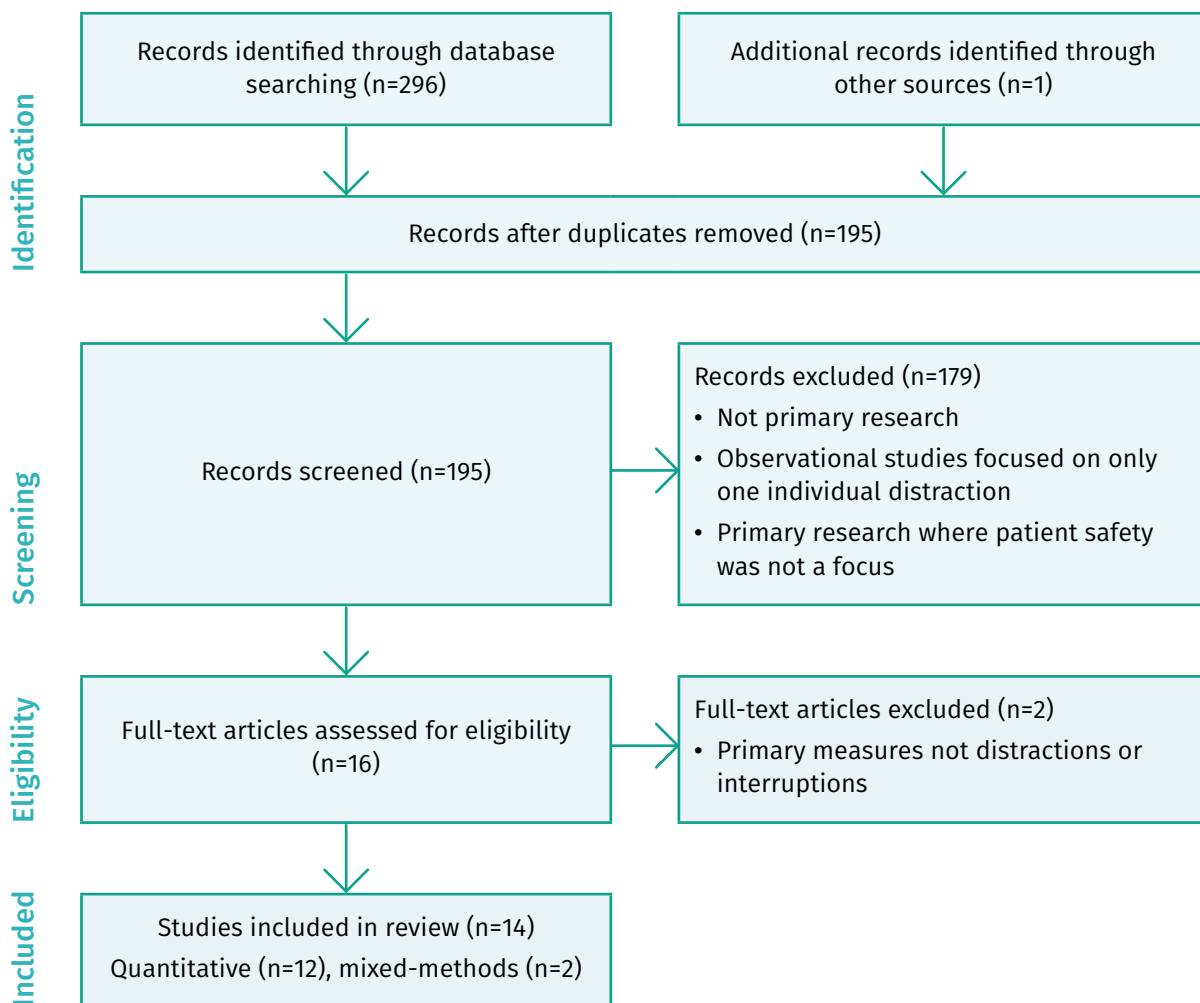 Identification
Records identified through database
searching (n=296)
Additional records identified through
other sources (n=1)
Records after duplicates removed (n=195)
Screening
Records screened (n=195)
Records excluded (n=179)
• Not primary research
• Observational studies focused on only
one individual distraction
• Primary research where patient safety
was not a focus
Eligibility
Full-text articles assessed for eligibility
(n=16)
Full-text articles excluded (n=2)
• Primary measures not distractions or
interruptions
Included
Studies included in review (n=14)
Quantitative (n=12), mixed-methods (n=2)